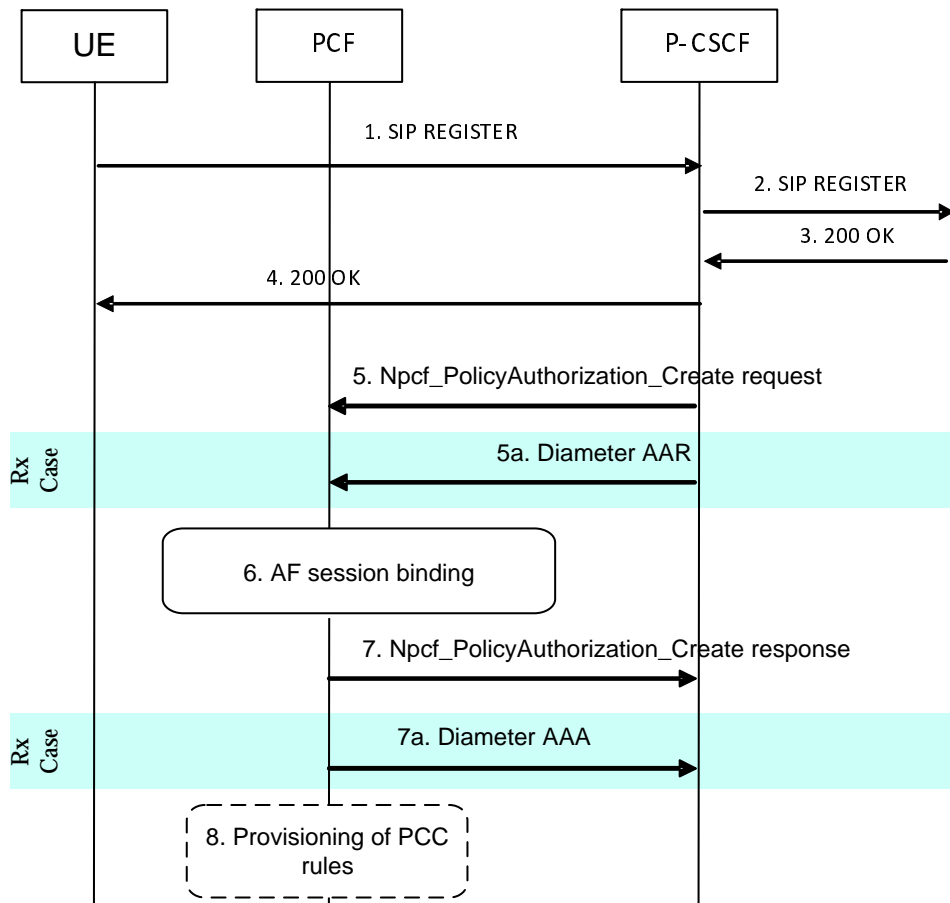 UE
PCF
P-CSCF
1. SIP REGISTER
2. SIP REGISTER
3. 200 OK
4. 200 OK
5. Npcf_PolicyAuthorization_Create request
Rx
Case
5a. Diameter AAR
6. AF session binding
7. Npcf_PolicyAuthorization_Create response
Rx
Case
7a. Diameter AAA
8. Provisioning of PCC
rules